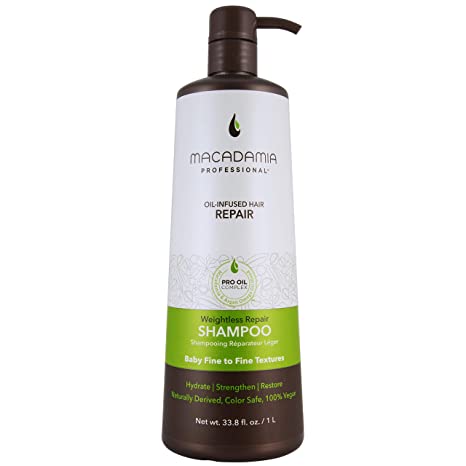 MACADAMIA
PROFESSIONAL
OIL-INFUSED HAIR
REPAIR
PRO OIL
COMPLEX
Weightless Repair
SHAMPOO
Shampooing Réparateur Léger
Baby Fine to Fine Textures
Hydrate | Strengthen | Restore
Naturally Derived, Color Safe, 100% Vegan
Net wt. 33.8 fl. oz. / 1 L